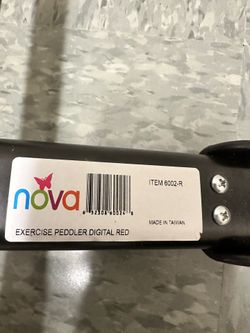 nova
ITEM 6002-R
MADE IN TAIWAN
EXERCISE PEDDLER DIGITAL RED